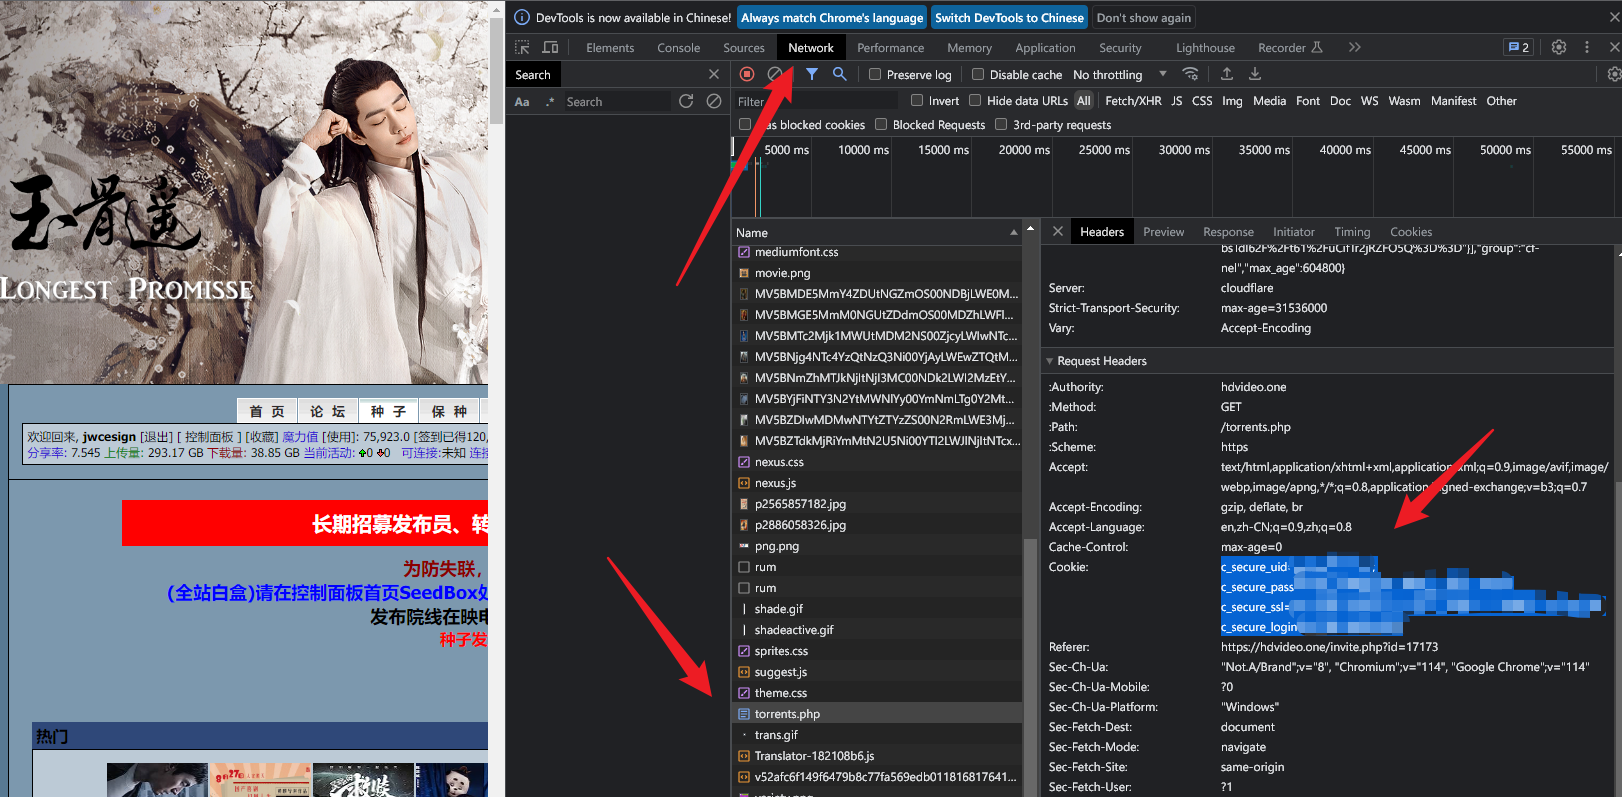 玉骨遥
LONGEST PROMISSE
首 页
论 坛
种 子
保 种
欢迎回来, jwcesign [退出] [ 控制面板 ] [收藏] 魔力值 [使用]: 75,923.0 [签到已得120,
分享率: 7.545 上传量: 293.17 GB 下载量: 38.85 GB 当前活动: 0 0 可连接:未知 连接
长期招募发布员、转
为防失联，
(全站白盒)请在控制面板首页SeedBox处
发布院线在映电
种子发
热门
DevTools is now available in Chinese!
Always match Chrome's language
Switch DevTools to Chinese
Don't show again
Elements
Console
Sources
Network
Performance
Memory
Application
Security
Lighthouse
Recorder
2
Search
Preserve log
Disable cache
No throttling
Aa
.*
Search
Filter
Invert
Hide data URLs
All
Fetch/XHR
JS
CSS
Img
Media
Font
Doc
WS
Wasm
Manifest
Other
as blocked cookies
Blocked Requests
3rd-party requests
5000 ms
10000 ms
15000 ms
20000 ms
25000 ms
30000 ms
35000 ms
40000 ms
45000 ms
50000 ms
55000 ms
Name
mediumfont.css
movie.png
MV5BMDE5MmY4ZDUtNGZmOS00NDBjLWE0M...
MV5BMGE5MmM0NGUtZDdmOS00MDZhLWFl...
MV5BMTc2Mjk1MWUtMDM2NS00ZjcyLWIwNTc...
MV5BNjg4NTc4YzQtNzQ3Ni00YjAyLWEwZTQtM...
MV5BNmZhMTJkNjItNjI3MC00NDk2LWI2MzEtY...
MV5BYjFiNTY3N2YtMWNlYy00YmNmLTg0Y2Mt...
MV5BZDIwMDMwNTYtZTYzZS00N2RmLWE3Mj...
MV5BZTdkMjRiYmMtN2U5Ni00YTI2LWJlNjItNTcx...
nexus.css
nexus.js
p2565857182.jpg
p2886058326.jpg
png.png
rum
rum
shade.gif
shadeactive.gif
sprites.css
suggest.js
theme.css
torrents.php
trans.gif
Translator-182108b6.js
v52afc6f149f6479b8c77fa569edb011816817641...
variety.png
Headers
Preview
Response
Initiator
Timing
Cookies
nel","max_age":604800}
Server: cloudflare
Strict-Transport-Security: max-age=31536000
Vary: Accept-Encoding
Request Headers
:Authority: hdvideo.one
:Method: GET
:Path: /torrents.php
:Scheme: https
Accept: text/html,application/xhtml+xml,application/xml;q=0.9,image/avif,image/
webp,image/apng,*/*;q=0.8,application/signed-exchange;v=b3;q=0.7
Accept-Encoding: gzip, deflate, br
Accept-Language: en,zh-CN;q=0.9,zh;q=0.8
Cache-Control: max-age=0
Cookie: c_secure_uid=
c_secure_pass
c_secure_ssl=
c_secure_login
Referer: https://hdvideo.one/invite.php?id=17173
Sec-Ch-Ua: "Not.A/Brand";v="8", "Chromium";v="114", "Google Chrome";v="114"
Sec-Ch-Ua-Mobile: ?0
Sec-Ch-Ua-Platform: "Windows"
Sec-Fetch-Dest: document
Sec-Fetch-Mode: navigate
Sec-Fetch-Site: same-origin
Sec-Fetch-User: ?1